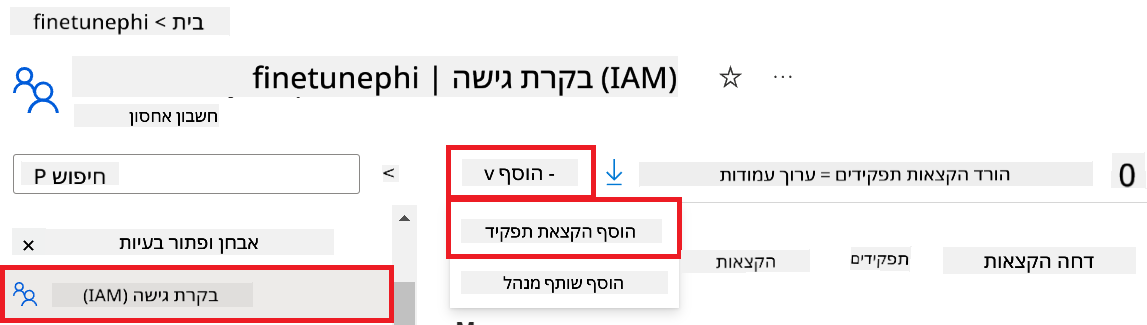 בית > finetunephi
finetunephi | בקרת גישה (IAM)
...
חשבון אחסון
חיפוש P
<
- הוסף v
הורד הקצאות תפקידים = ערוך עמודות
0
אבחן ופתור בעיות
×
בקרת גישה (IAM)
הוסף הקצאת תפקיד
הוסף שותף מנהל
הקצאות
תפקידים
דחה הקצאות